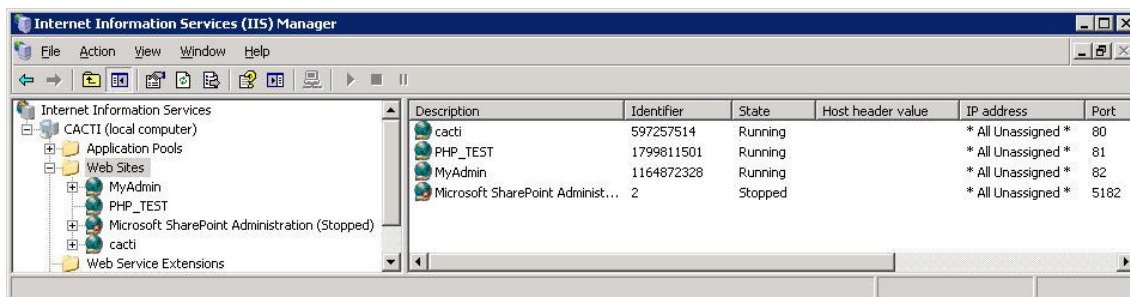 Internet Information Services (IIS) Manager
File Action View Window Help
Internet Information Services
CACTI (local computer)
Application Pools
Web Sites
MyAdmin
PHP_TEST
Microsoft SharePoint Administration (Stopped)
cacti
Web Service Extensions
Description Identifier State Host header value IP address Port
cacti 597257514 Running * All Unassigned * 80
PHP_TEST 1799811501 Running * All Unassigned * 81
MyAdmin 1164872328 Running * All Unassigned * 82
Microsoft SharePoint Administ... 2 Stopped * All Unassigned * 5182